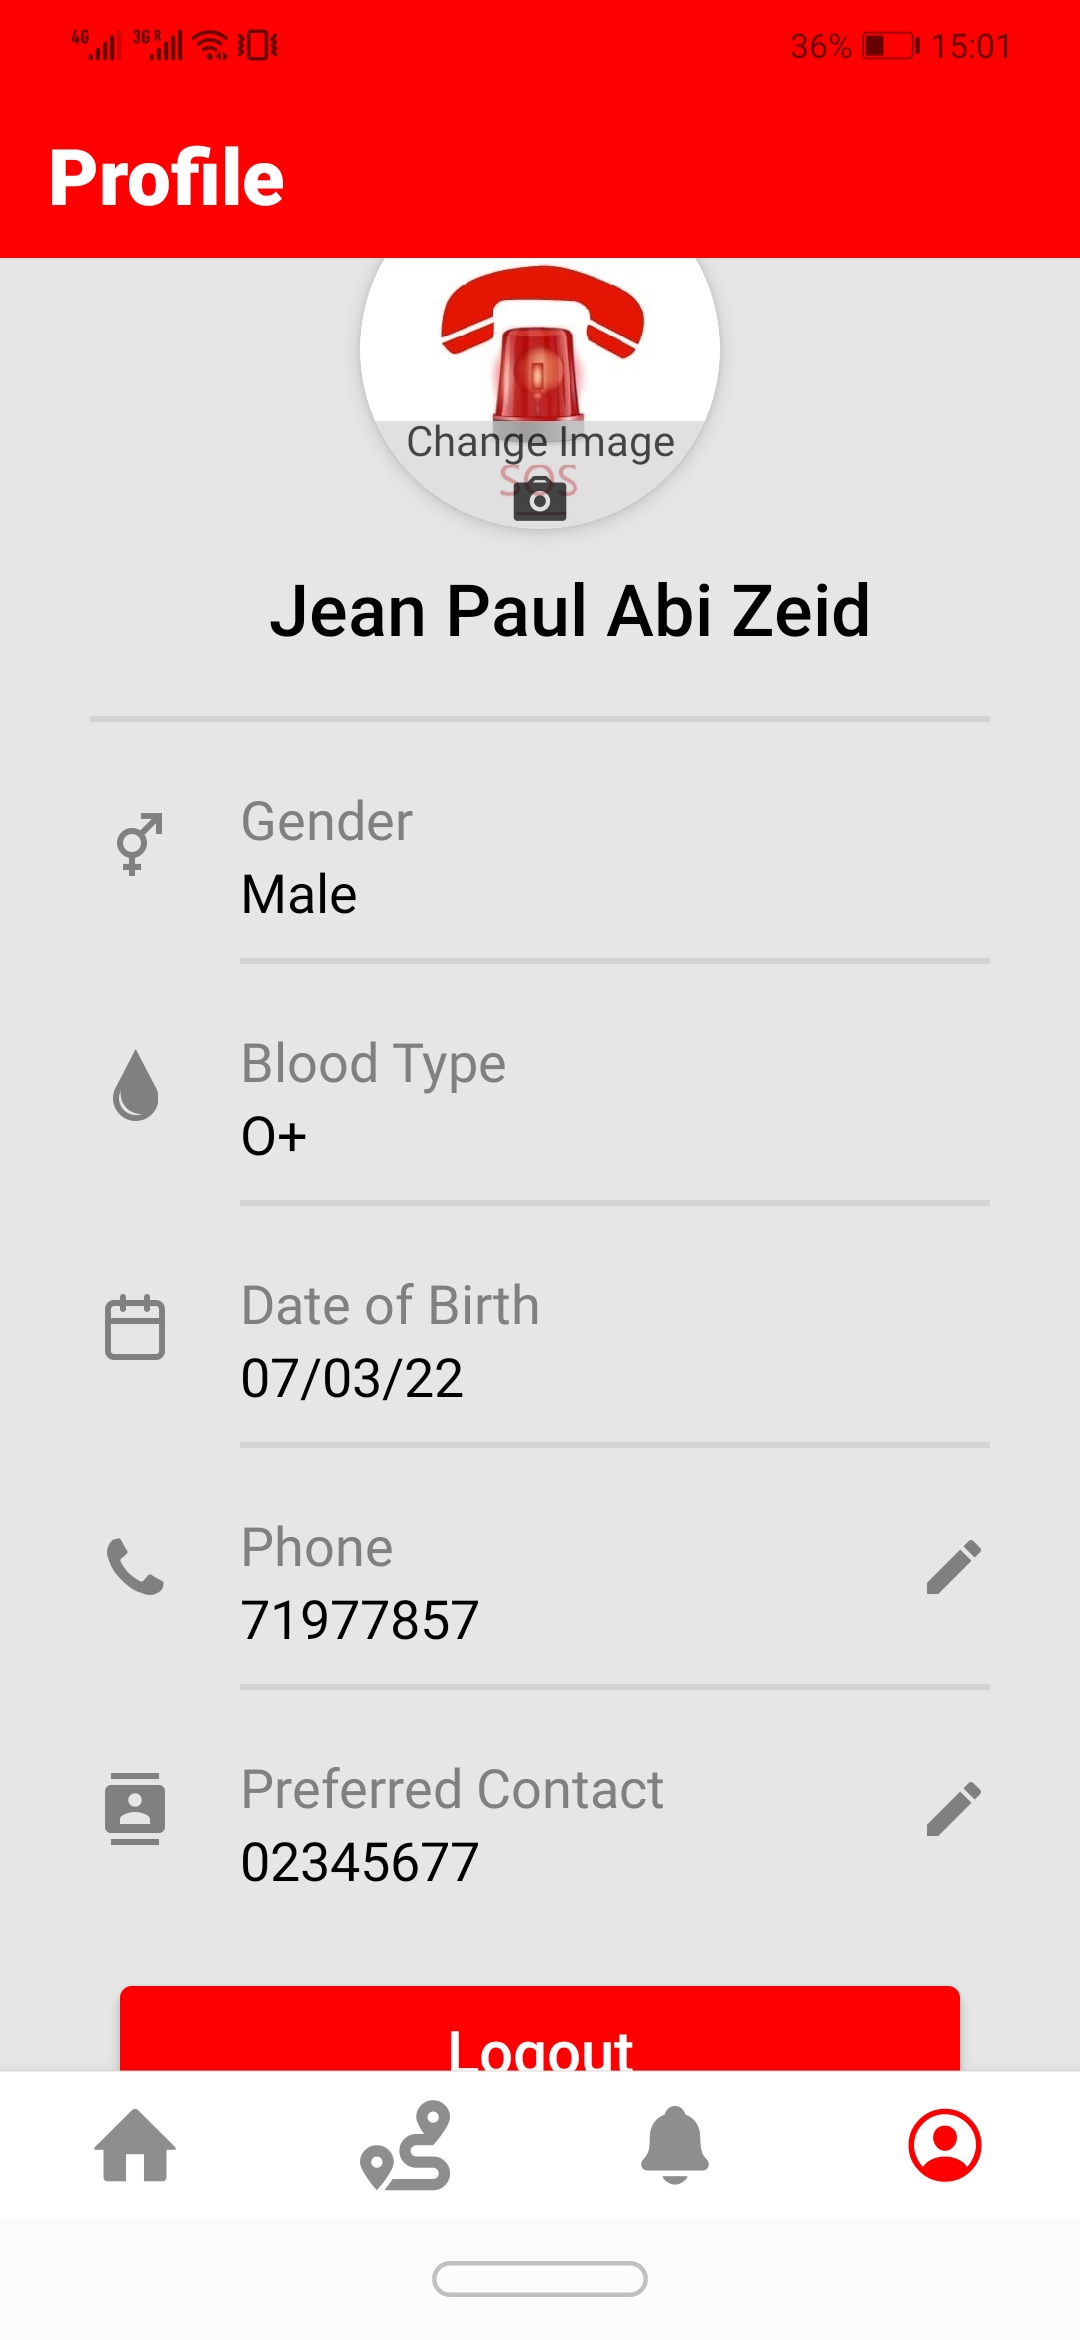 4G 3G R 36% 15:01
Profile
Change Image
SOS
Jean Paul Abi Zeid
Gender
Male
Blood Type
O+
Date of Birth
07/03/22
Phone
71977857
Preferred Contact
02345677
Logout